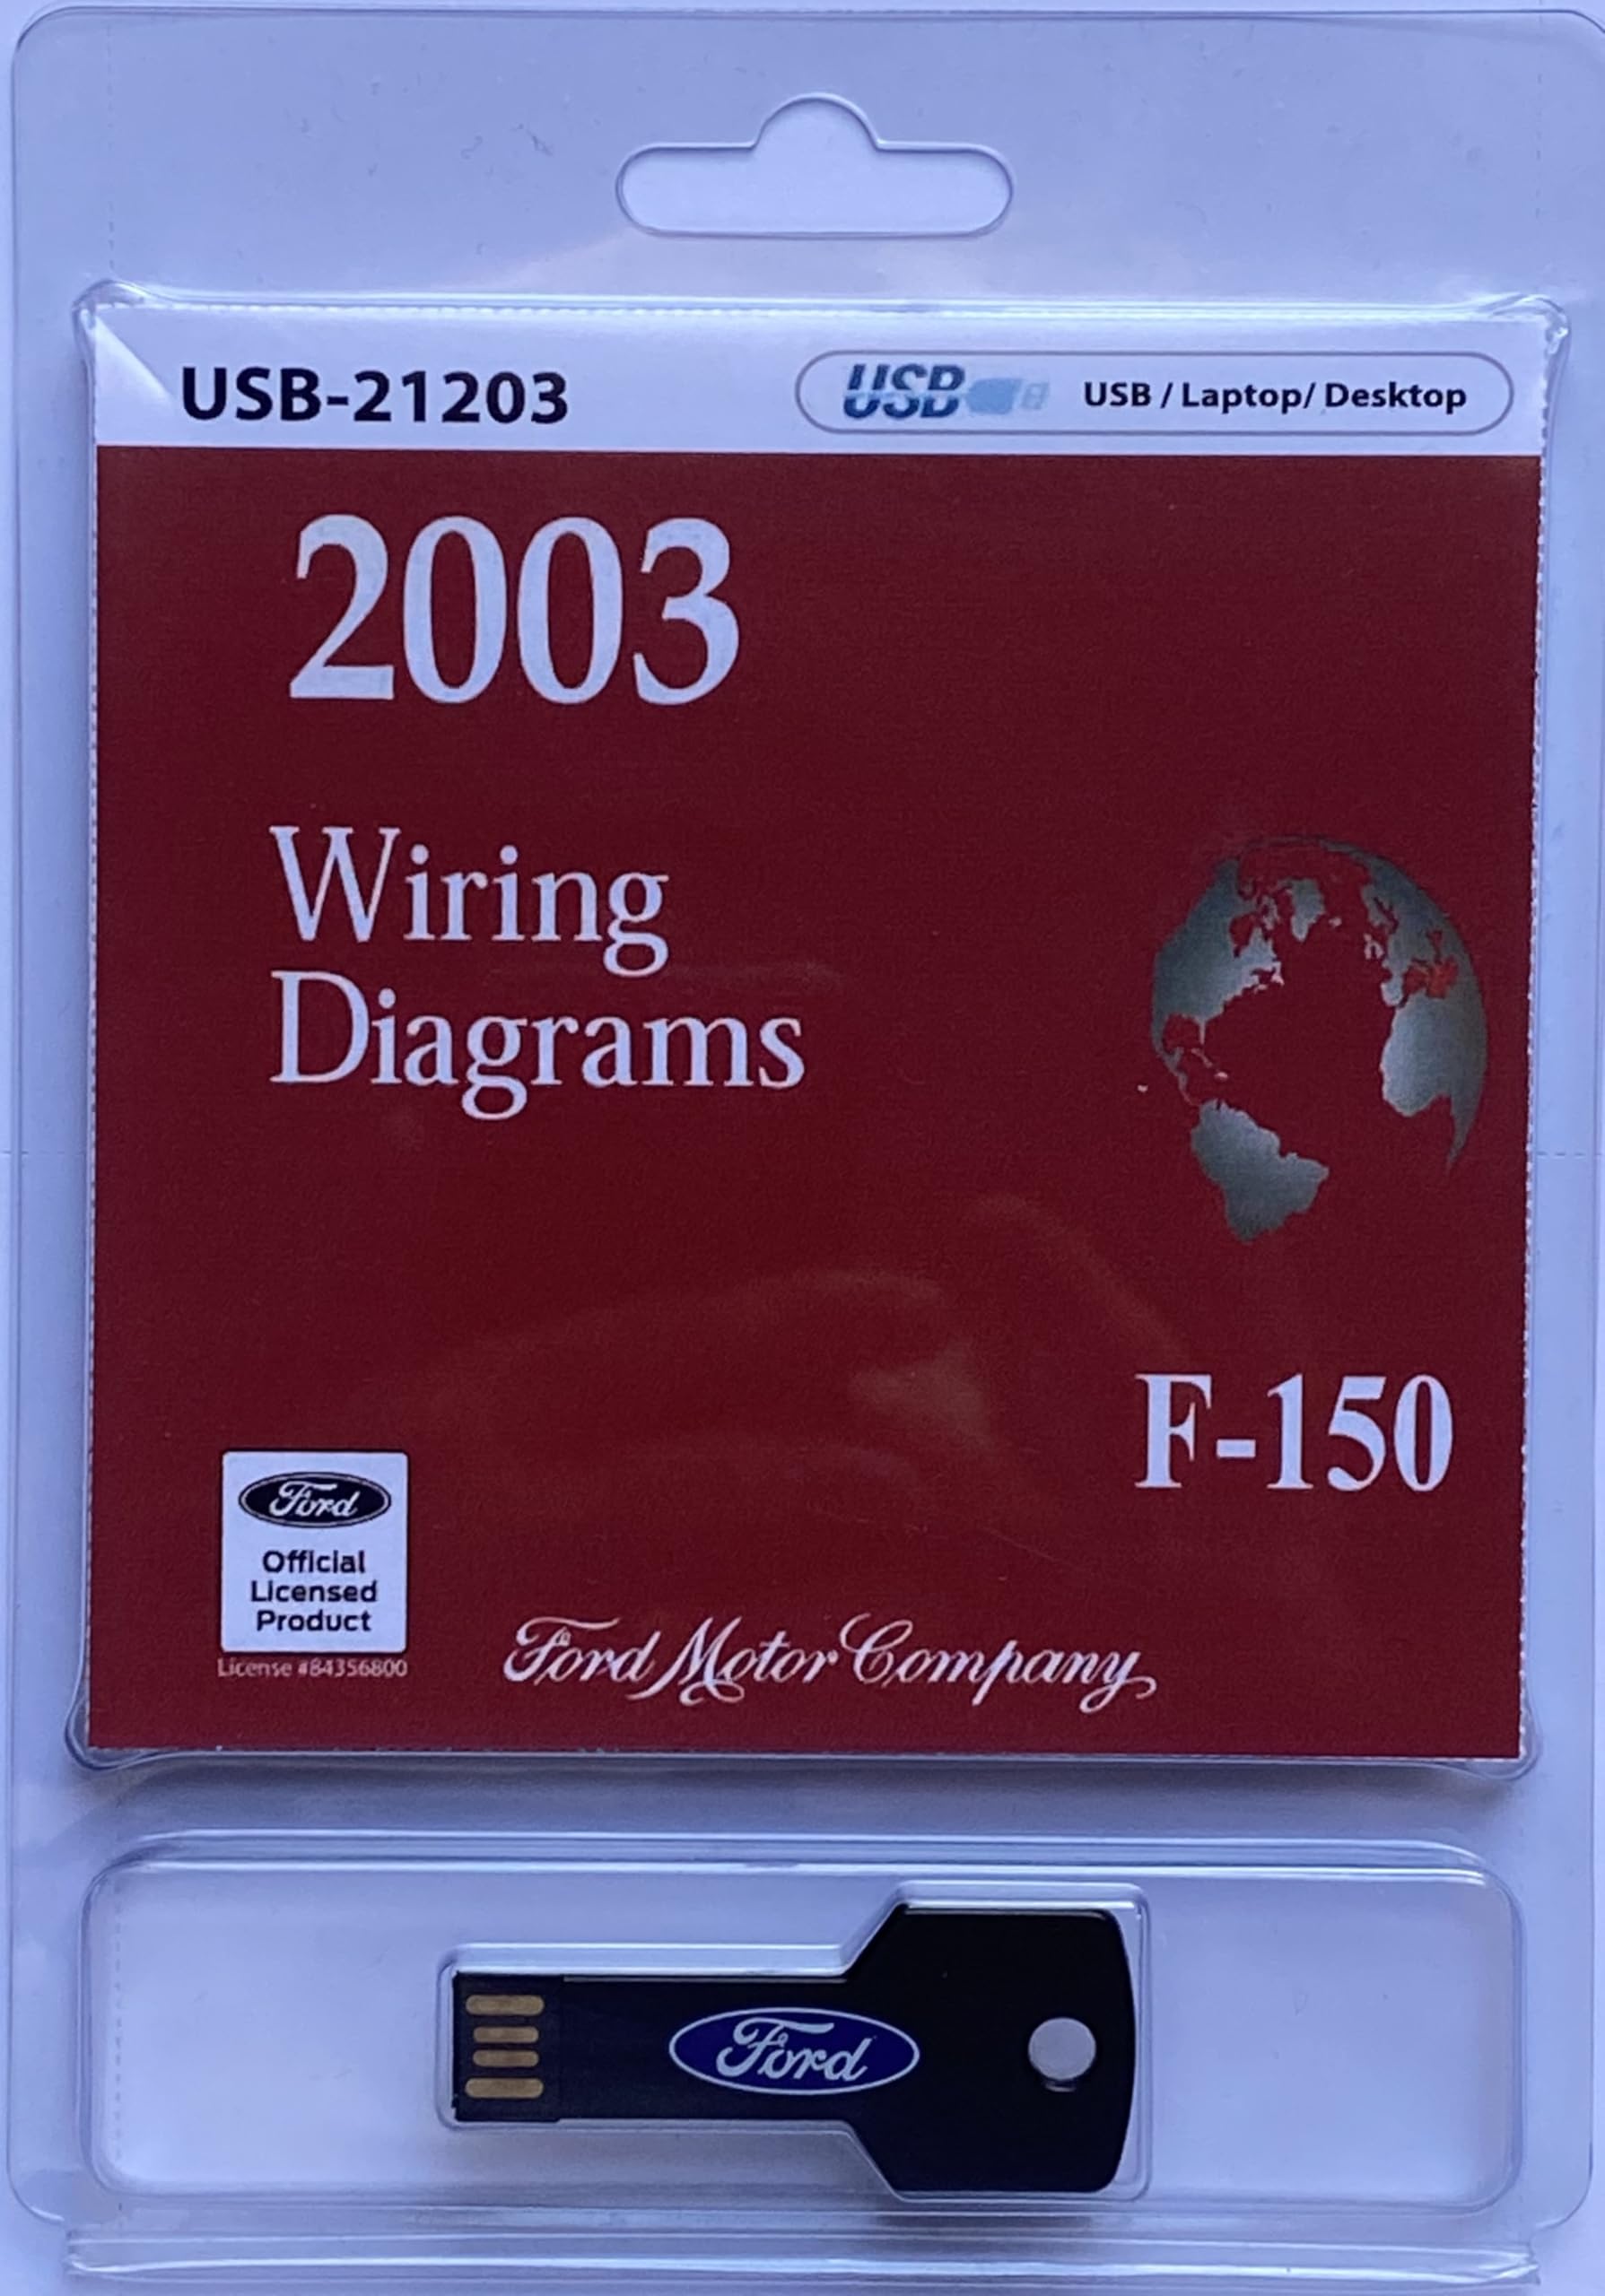 USB-21203
USB USB / Laptop/ Desktop
2003
Wiring
Diagrams
F-150
Ford
Official
Licensed
Product
License #84356800
Ford Motor Company
Ford